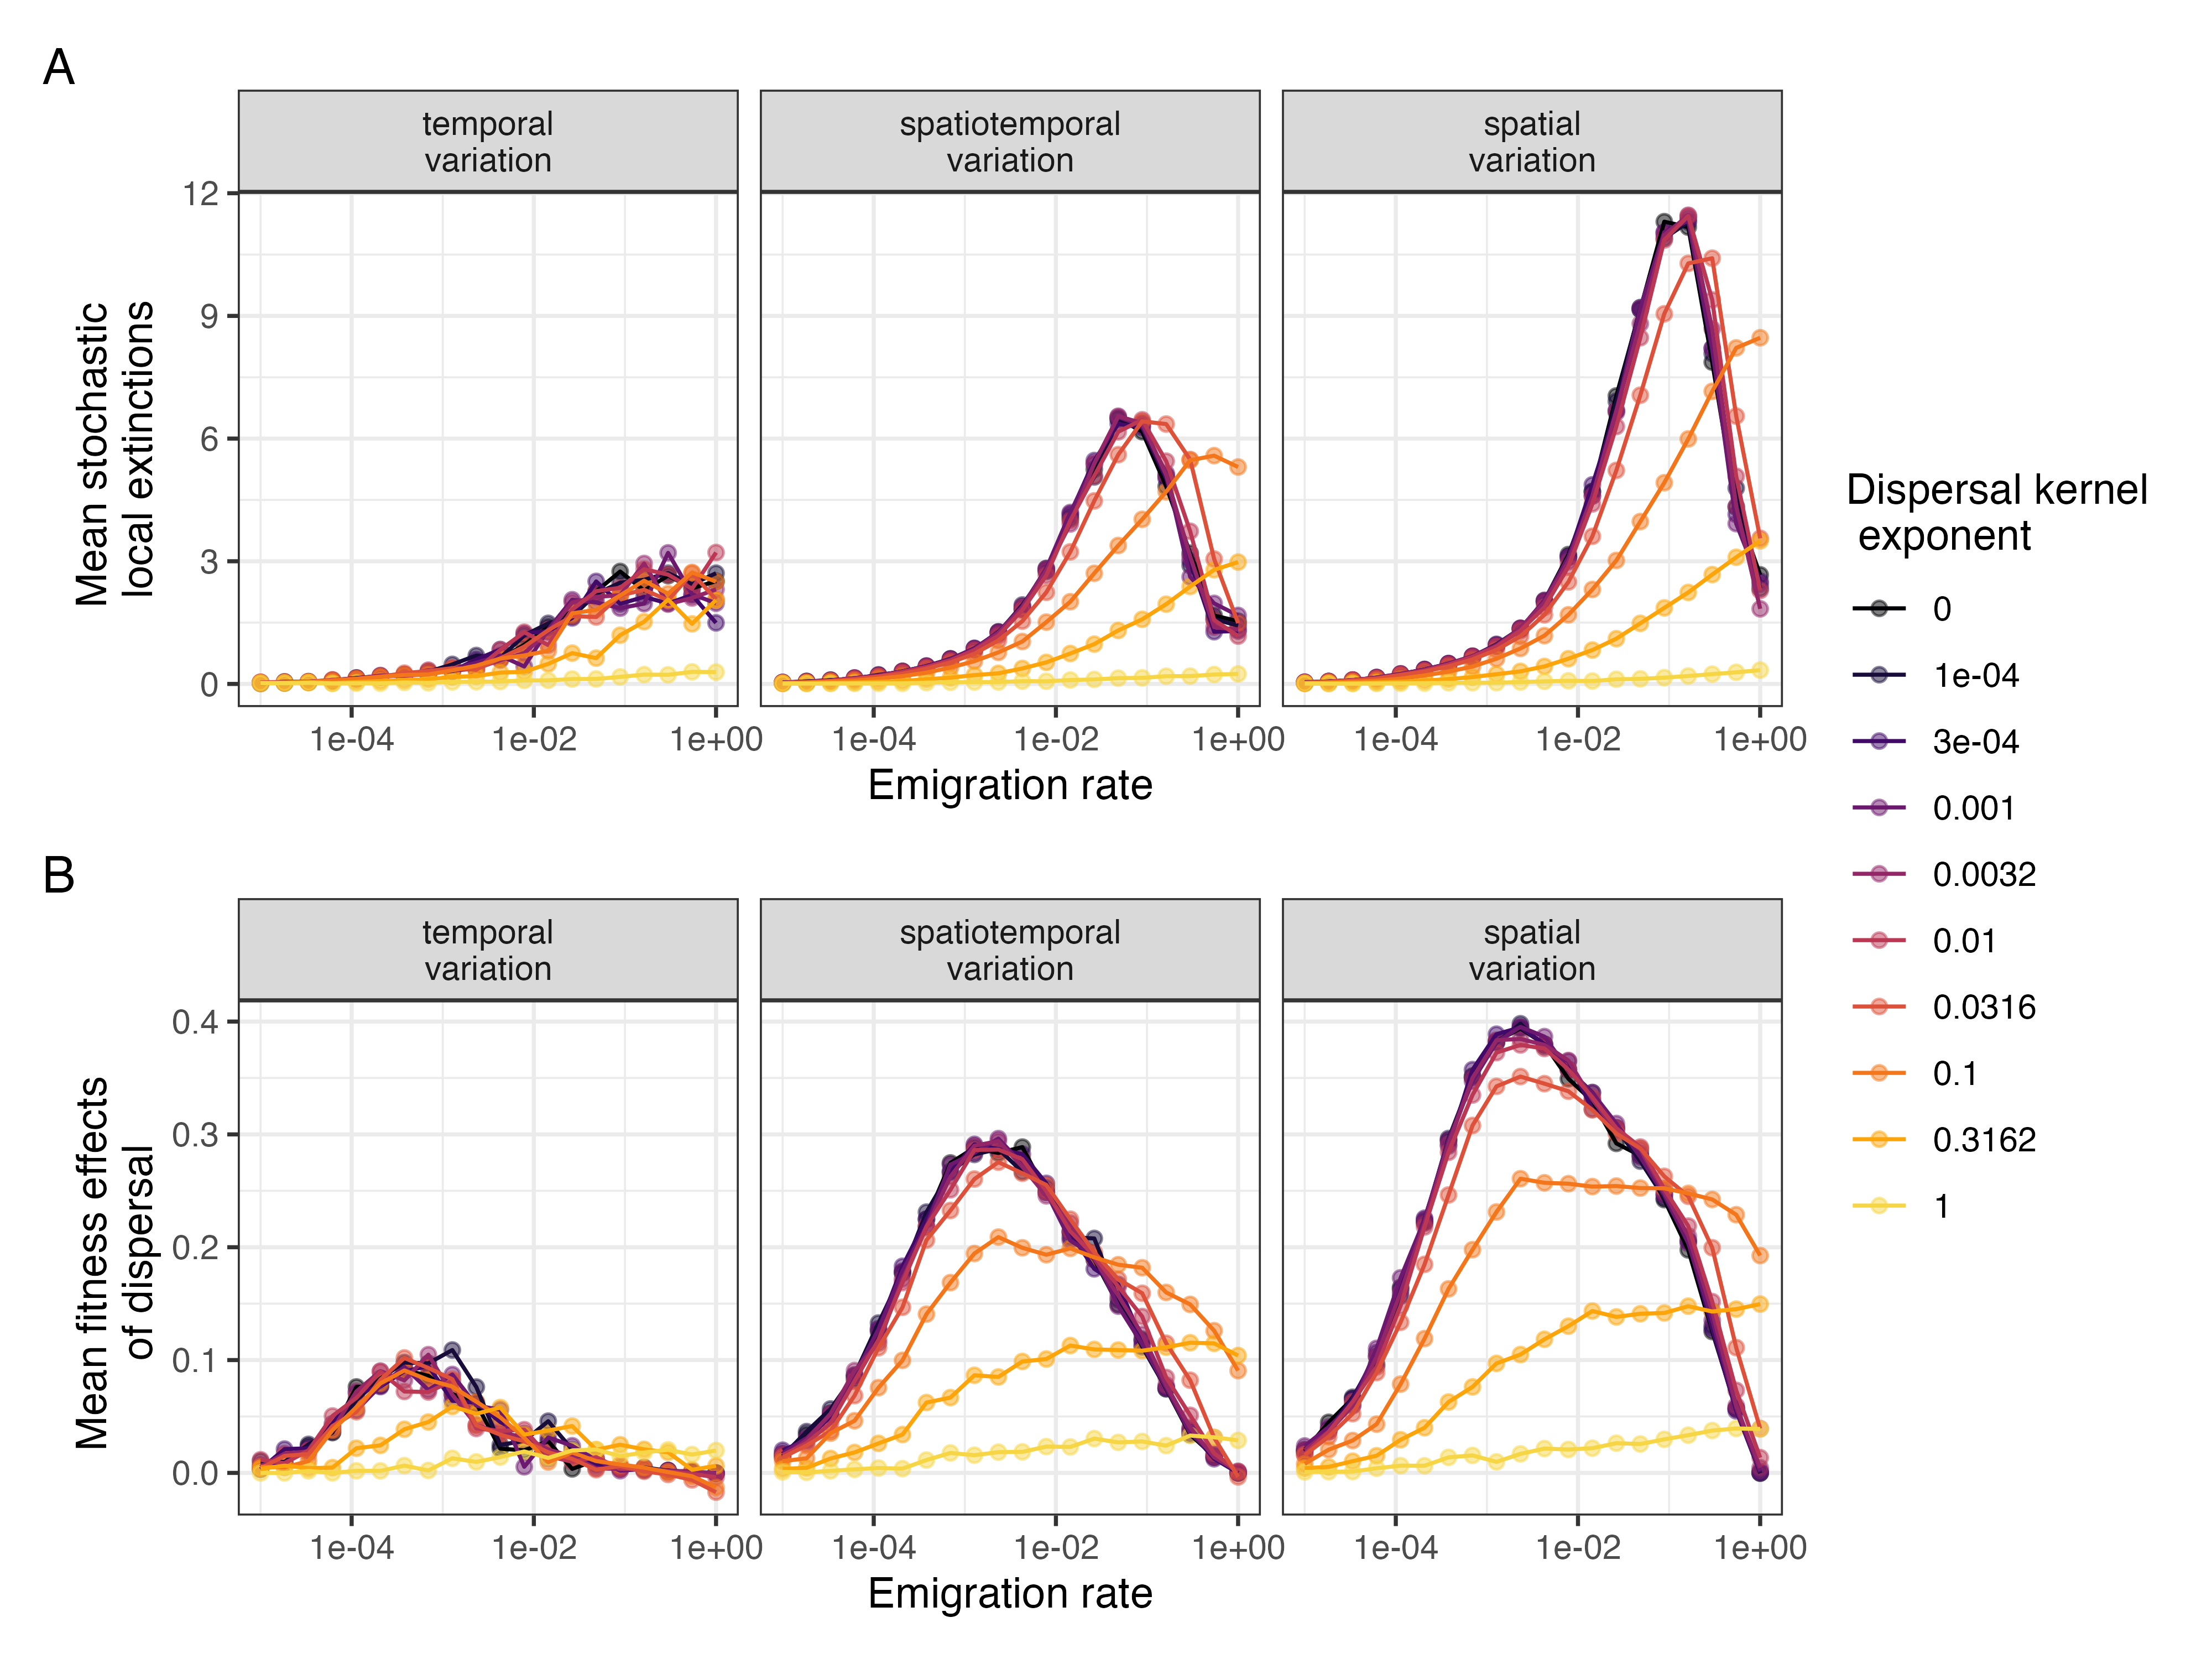 A
temporal
variation
spatiotemporal
variation
spatial
variation
Mean stochastic
local extinctions
12
9
6
3
0
1e-04
1e-02
1e+00
1e-04
1e-02
1e+00
1e-04
1e-02
1e+00
Emigration rate
B
temporal
variation
spatiotemporal
variation
spatial
variation
Mean fitness effects
of dispersal
0.4
0.3
0.2
0.1
0.0
1e-04
1e-02
1e+00
1e-04
1e-02
1e+00
1e-04
1e-02
1e+00
Emigration rate
Dispersal kernel
exponent
0
1e-04
3e-04
0.001
0.0032
0.01
0.0316
0.1
0.3162
1